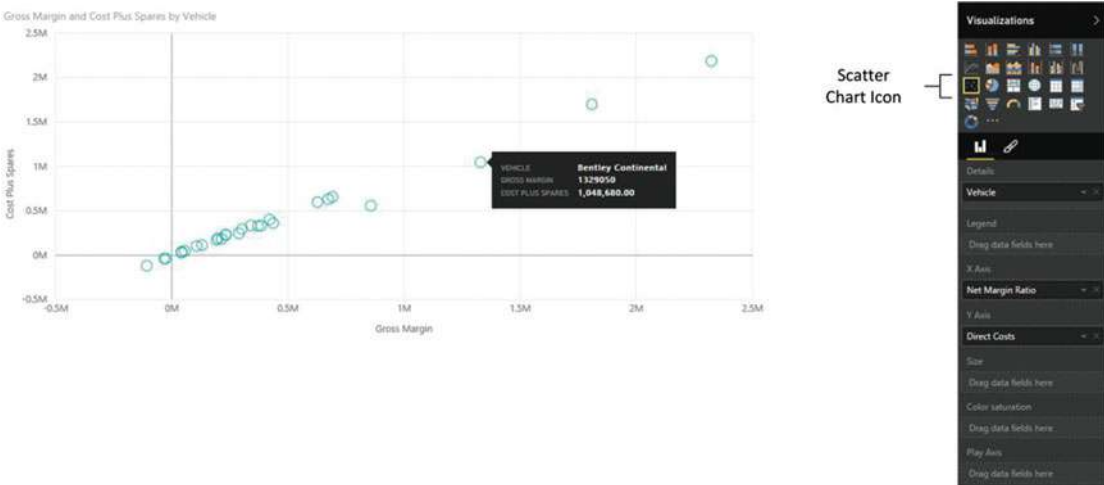 Gross Margin and Cost Plus Spares by Vehicle
2.5M
2M
1.5M
1M
0.5M
0M
-0.5M
Cost Plus Spares
-0.5M 0M 0.5M 1M 1.5M 2M 2.5M
Gross Margin
VEHICLE Bentley Continental
GROSS MARGIN 1329050
COST PLUS SPARES 1,048,680.00
Scatter
Chart Icon
Visualizations
Details
Vehicle
Legend
Drag data fields here
X Axis
Net Margin Ratio
Y Axis
Direct Costs
Size
Drag data fields here
Color saturation
Drag data fields here
Play Axis
Drag data fields here